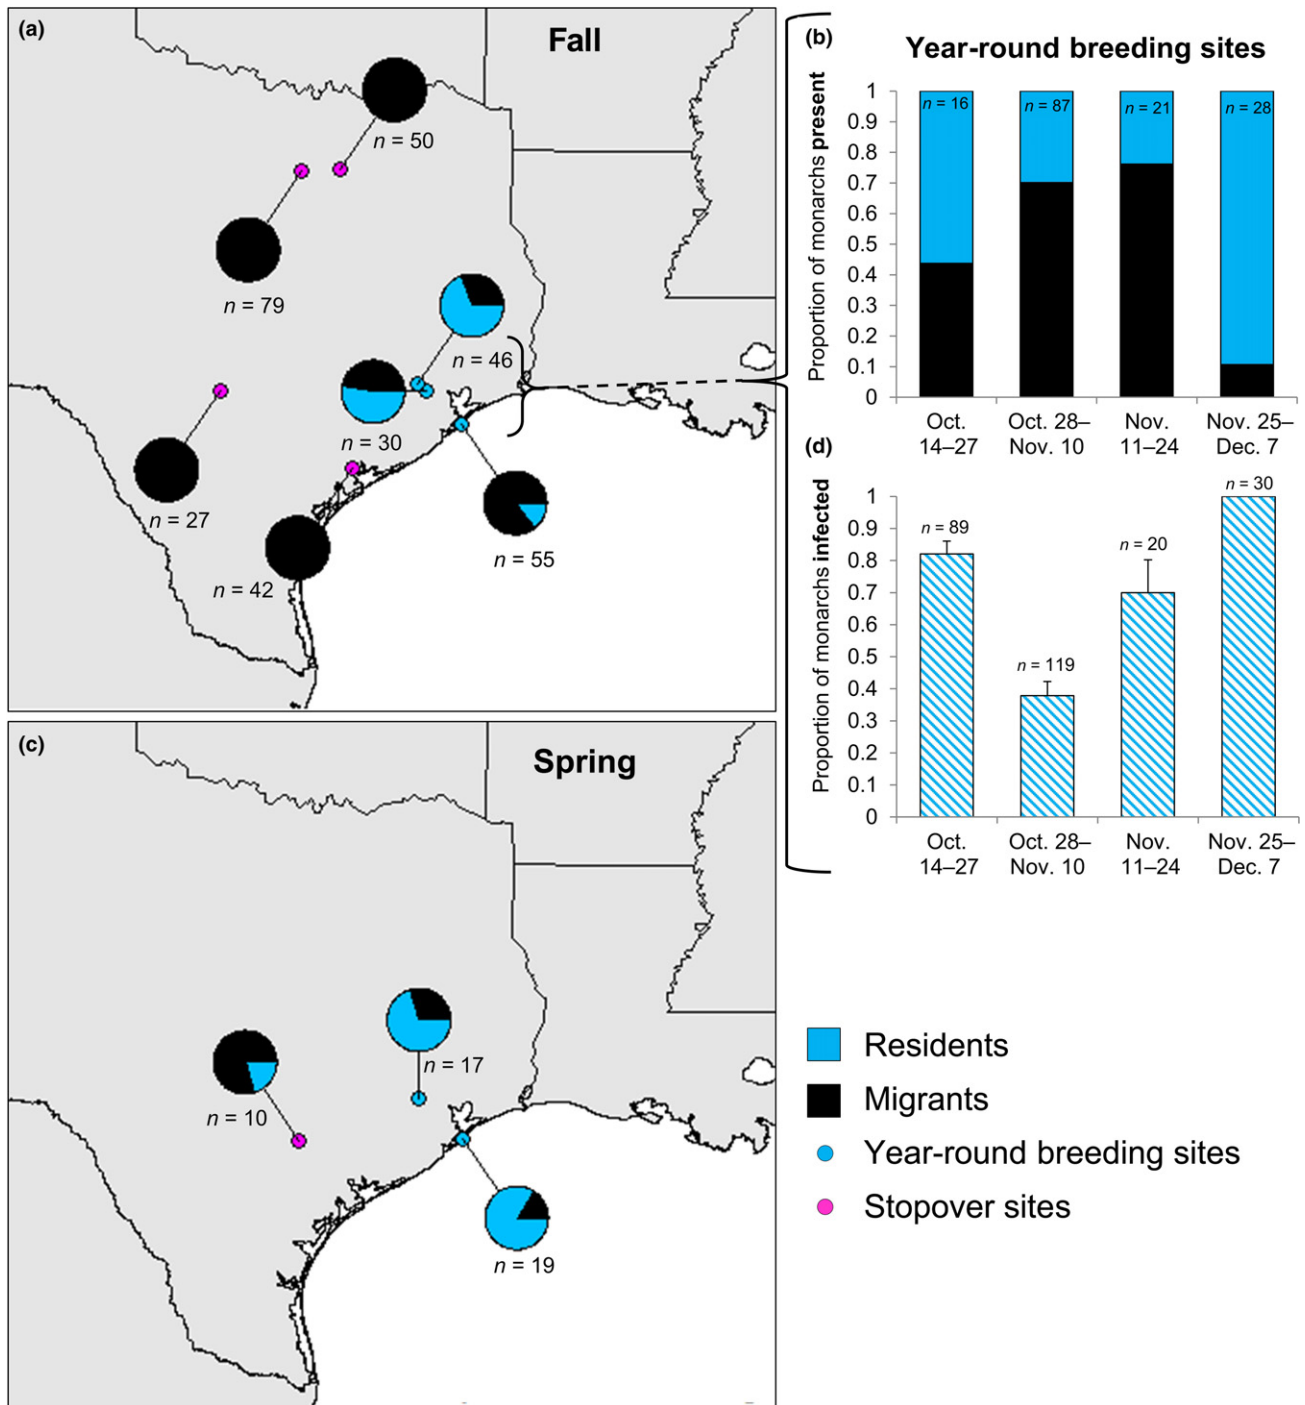 (a)
Fall
n = 50
n = 79
n = 46
n = 30
n = 27
n = 55
n = 42
(b)
Year-round breeding sites
Proportion of monarchs present
1
0.9
0.8
0.7
0.6
0.5
0.4
0.3
0.2
0.1
0
n = 16
n = 87
n = 21
n = 28
Oct.
14–27
Oct. 28–
Nov. 10
Nov.
11–24
Nov. 25–
Dec. 7
(d)
Proportion of monarchs infected
1
0.9
0.8
0.7
0.6
0.5
0.4
0.3
0.2
0.1
0
n = 89
n = 119
n = 20
n = 30
Oct.
14–27
Oct. 28–
Nov. 10
Nov.
11–24
Nov. 25–
Dec. 7
(c)
Spring
n = 17
n = 10
n = 19
Residents
Migrants
Year-round breeding sites
Stopover sites